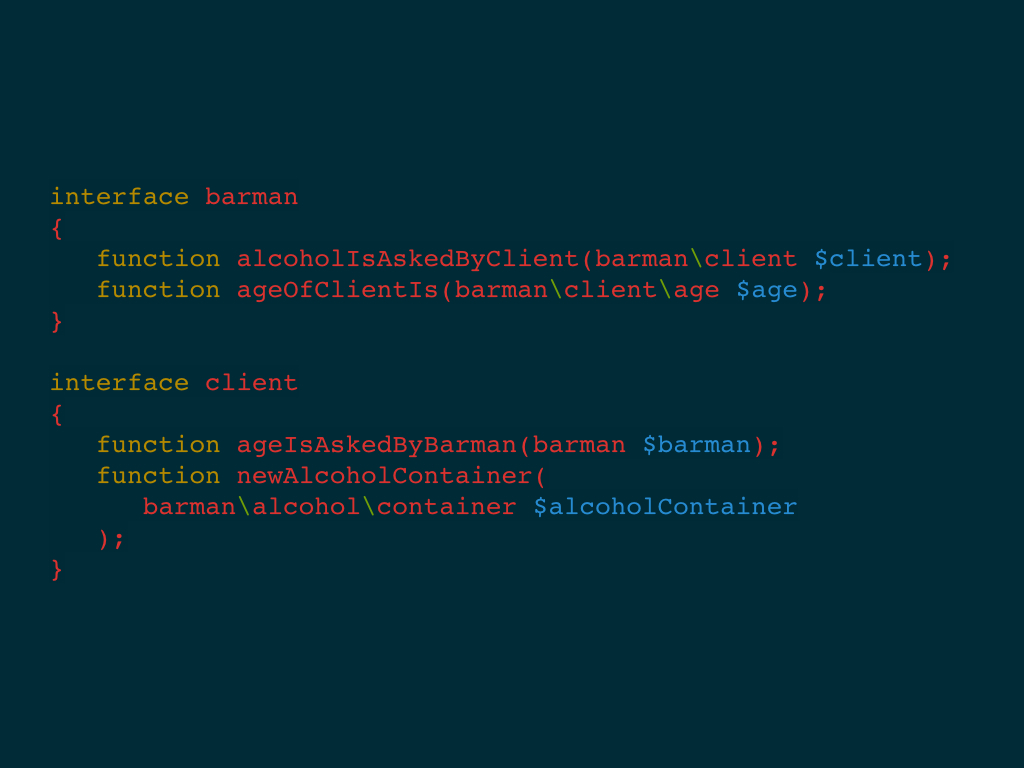 interface barman
{
   function alcoholIsAskedByClient(barman\client $client);
   function ageOfClientIs(barman\client\age $age);
}

interface client
{
   function ageIsAskedByBarman(barman $barman);
   function newAlcoholContainer(
      barman\alcohol\container $alcoholContainer
   );
}